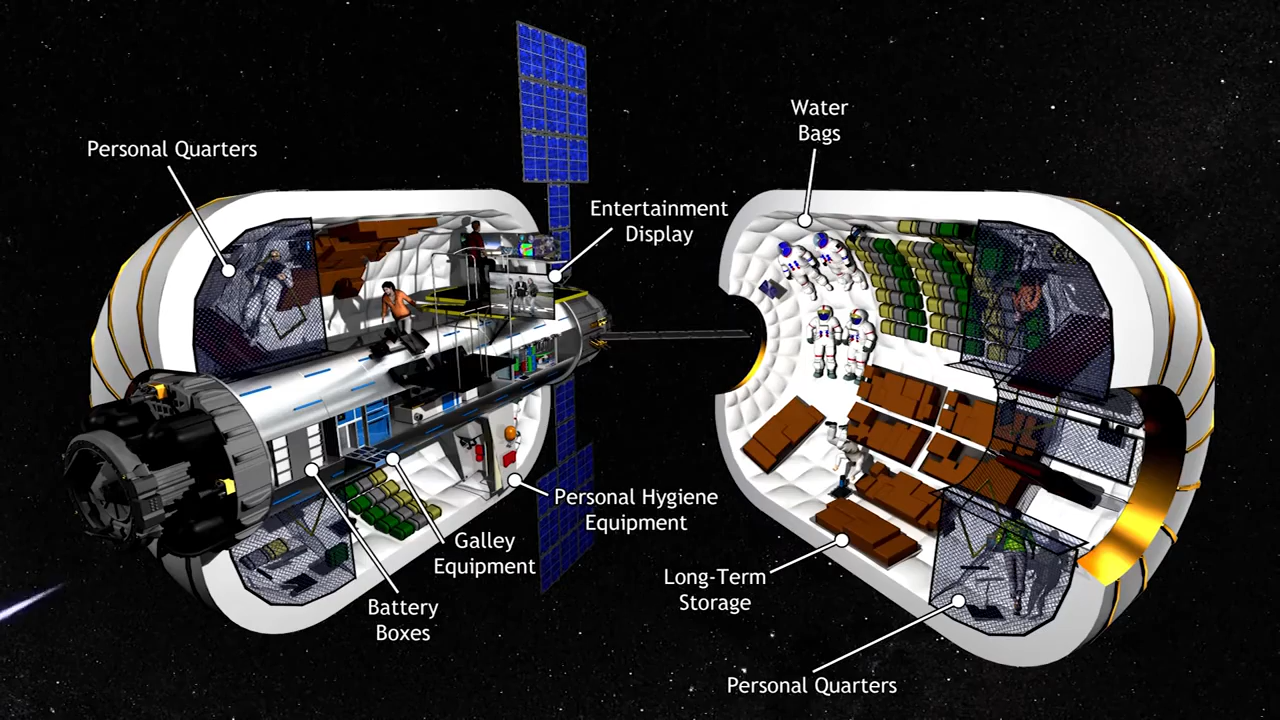 Personal Quarters
Water
Bags
Entertainment
Display
Personal Hygiene
Equipment
Galley
Equipment
Battery
Boxes
Long-Term
Storage
Personal Quarters